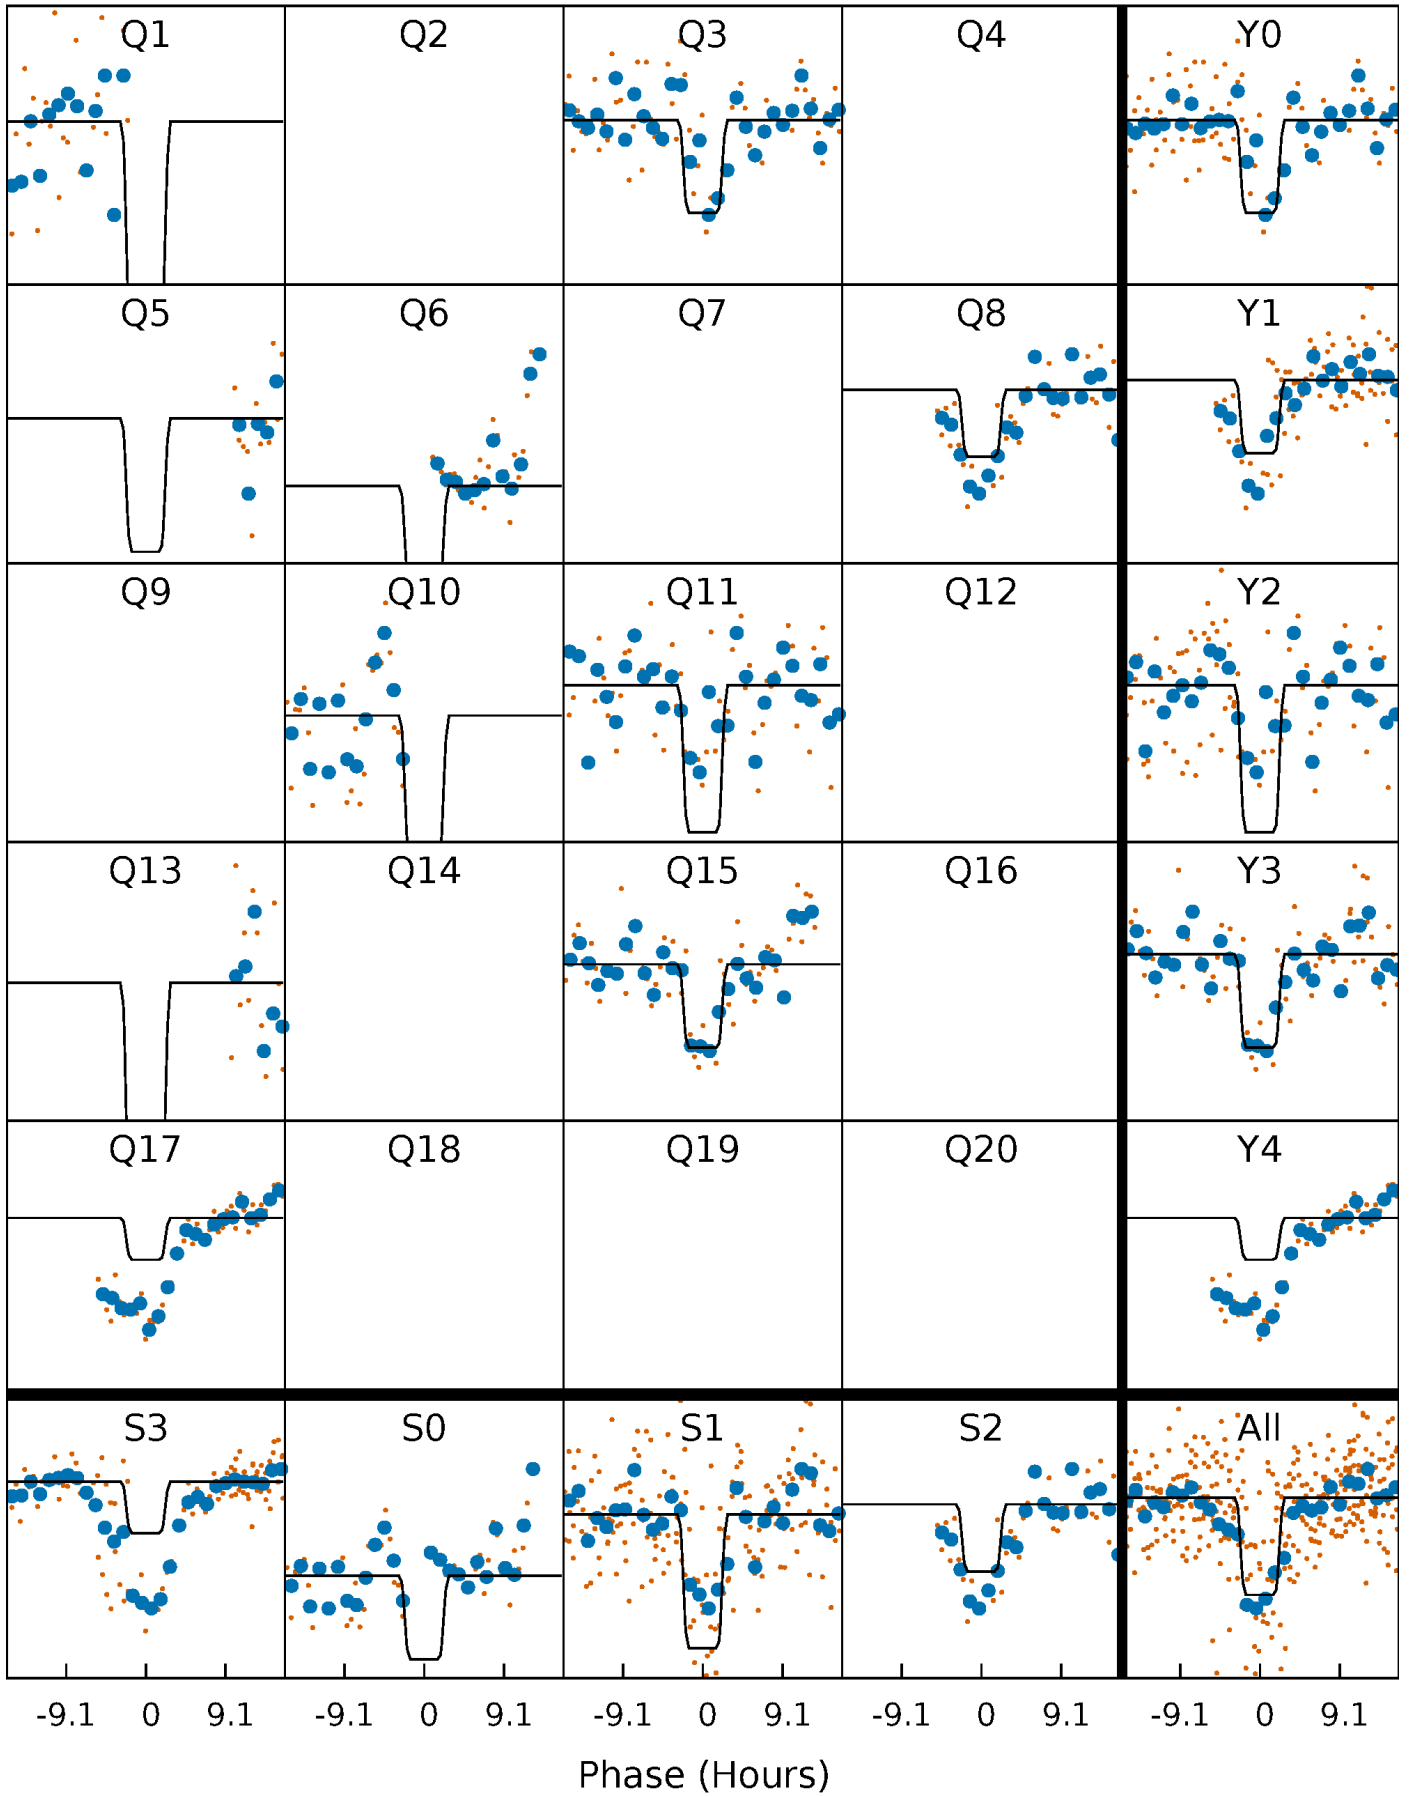 Q1 Q2 Q3 Q4 Y0
Q5 Q6 Q7 Q8 Y1
Q9 Q10 Q11 Q12 Y2
Q13 Q14 Q15 Q16 Y3
Q17 Q18 Q19 Q20 Y4
S3 S0 S1 S2 All
-9.1 0 9.1 -9.1 0 9.1 -9.1 0 9.1 -9.1 0 9.1 -9.1 0 9.1
Phase (Hours)